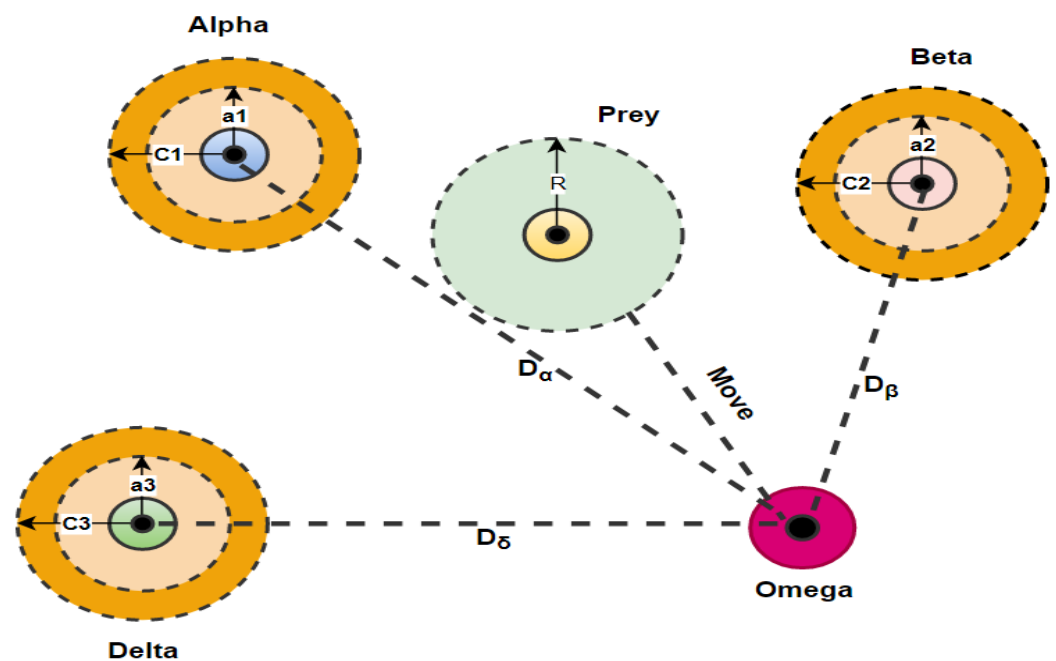 Alpha
Beta
Prey
a1
C1
a2
C2
R
Dα
Move
Dβ
a3
C3
Dδ
Omega
Delta